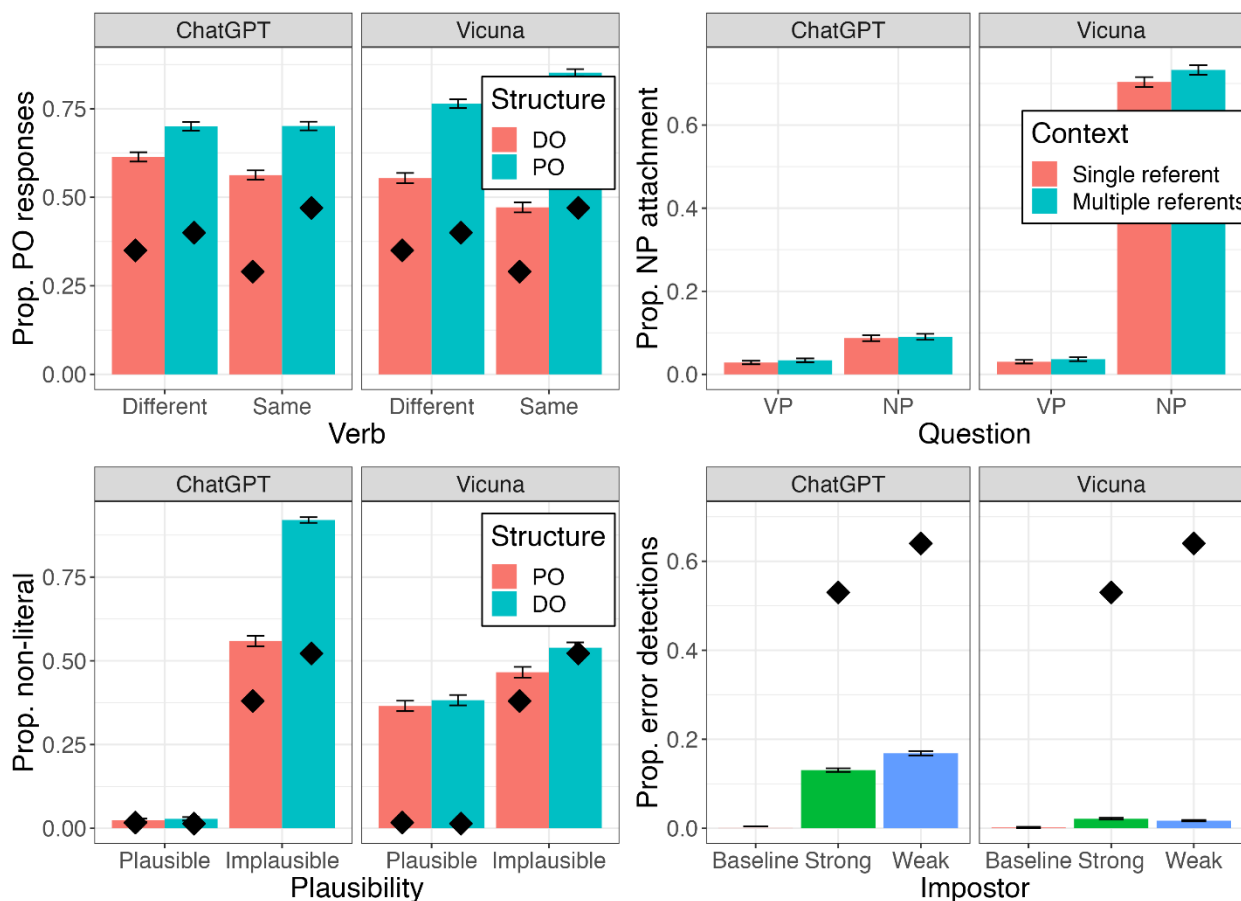 ChatGPT
Vicuna
Prop. PO responses
0.75
0.50
0.25
0.00
Structure
DO
PO
Different
Same
Different
Same
Verb
ChatGPT
Vicuna
Prop. NP attachment
0.6
0.4
0.2
0.0
Context
Single referent
Multiple referents
VP
NP
VP
NP
Question
ChatGPT
Vicuna
Prop. non-literal
0.75
0.50
0.25
0.00
Structure
PO
DO
Plausible
Implausible
Plausible
Implausible
Plausibility
ChatGPT
Vicuna
Prop. error detections
0.6
0.4
0.2
0.0
Baseline
Strong
Weak
Baseline
Strong
Weak
Impostor